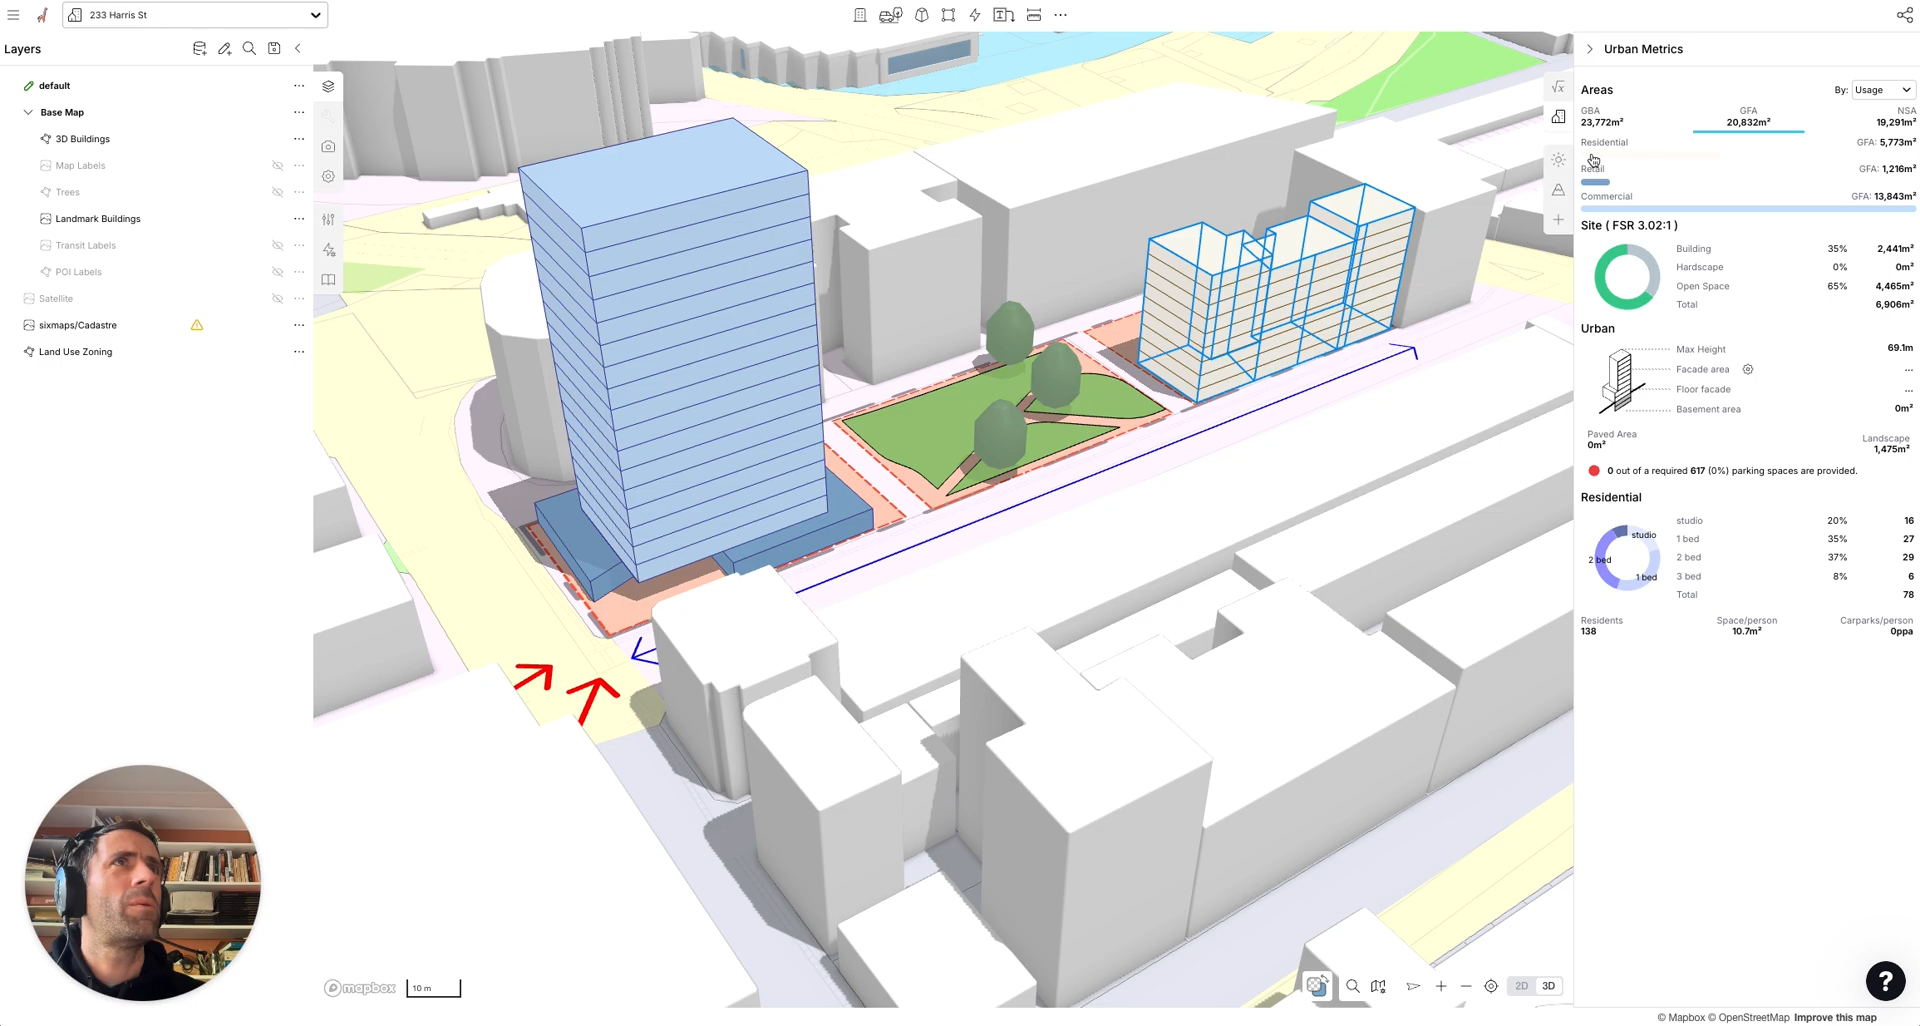 233 Harris St
Layers
default
Base Map
3D Buildings
Map Labels
Trees
Landmark Buildings
Transit Labels
POI Labels
Satellite
sixmaps/Cadastre
Land Use Zoning
mapbox
10 m
2D
3D
Urban Metrics
Areas
By: Usage
GBA GFA NSA
23,772m² 20,832m² 19,291m²
Residential GFA: 5,773m²
Retail GFA: 1,216m²
Commercial GFA: 13,843m²
Site ( FSR 3.02:1 )
Building 35% 2,441m²
Hardscape 0% 0m²
Open Space 65% 4,465m²
Total 6,906m²
Urban
Max Height 69.1m
Facade area ...
Floor facade ...
Basement area 0m²
Paved Area Landscape
0m² 1,475m²
0 out of a required 617 (0%) parking spaces are provided.
Residential
studio
2 bed
1 bed
studio 20% 16
1 bed 35% 27
2 bed 37% 29
3 bed 8% 6
Total 78
Residents Space/person Carparks/person
138 10.7m² 0ppa
?
© Mapbox © OpenStreetMap Improve this map